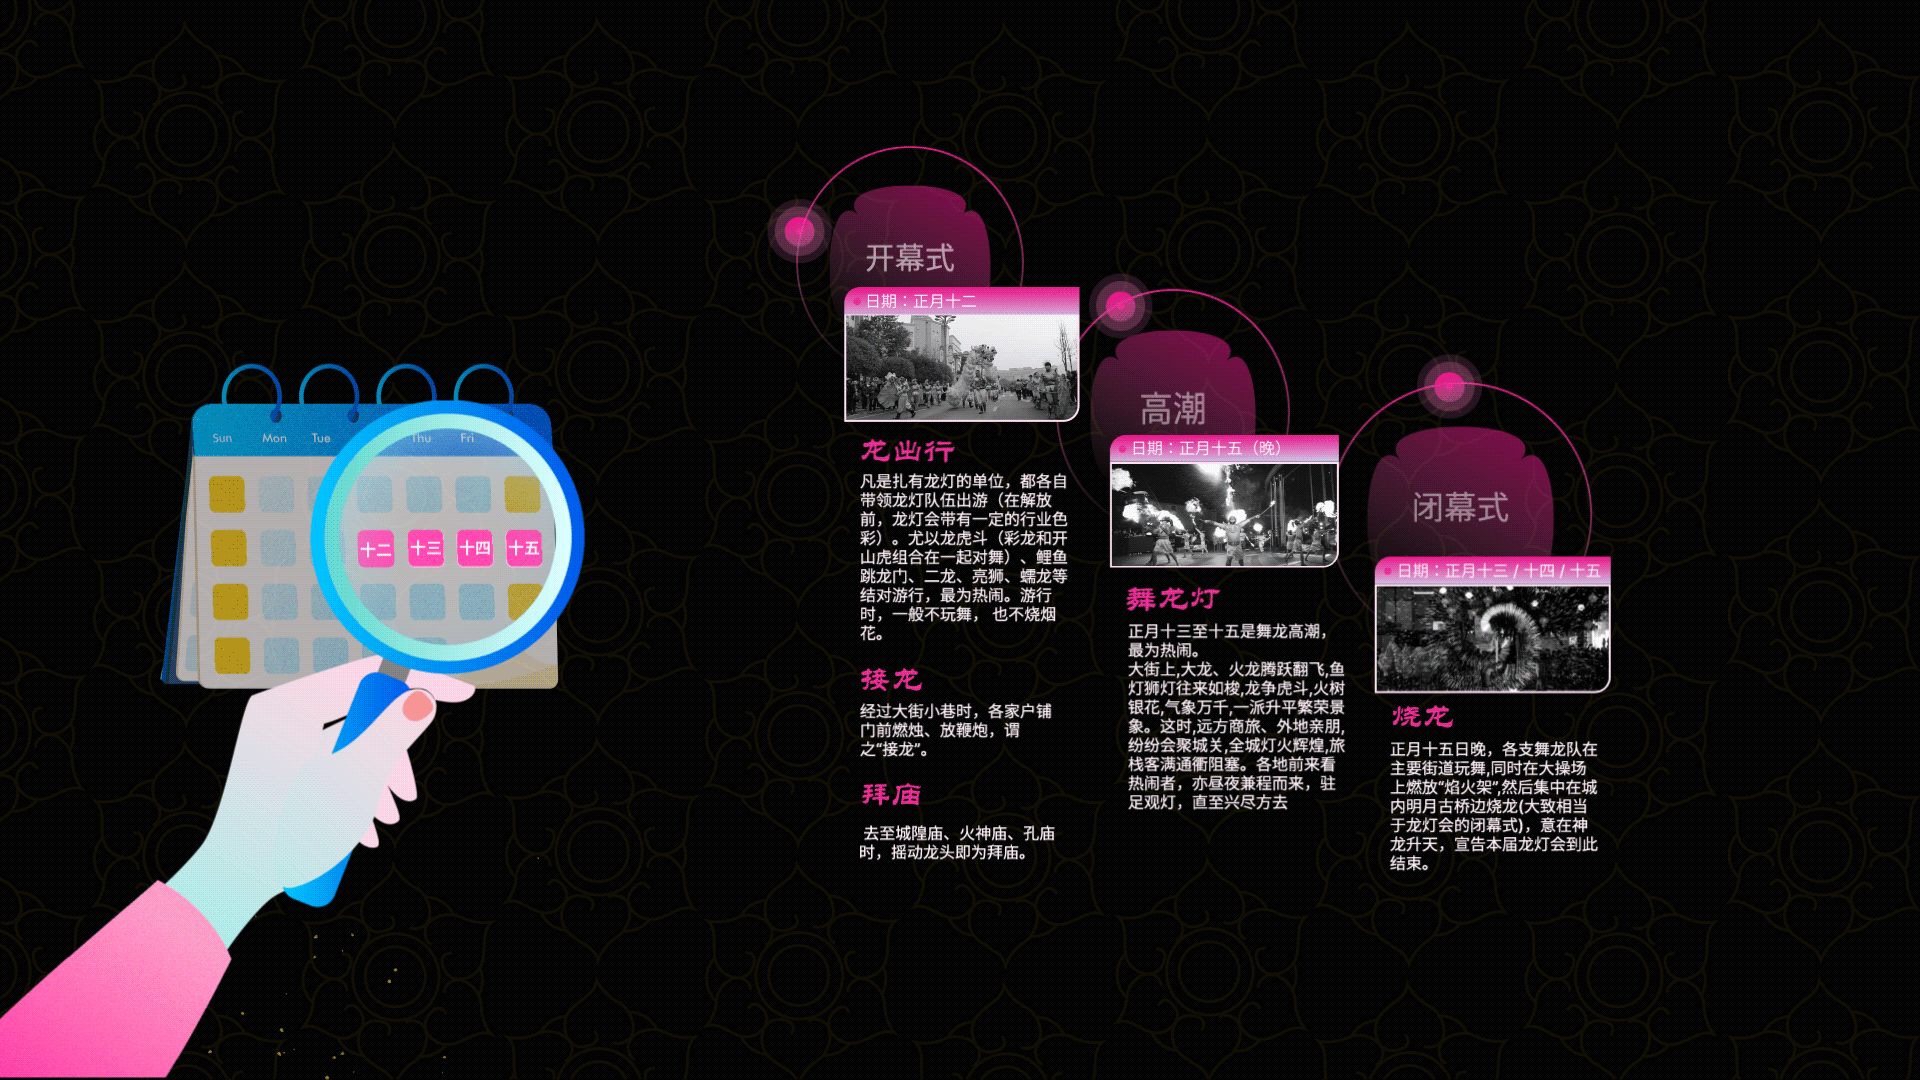 Sun Mon Tue Thu Fri
十二 十三 十四 十五
开幕式
日期：正月十二
龙出行
凡是扎有龙灯的单位，都各自
带领龙灯队伍出游（在解放
前，龙灯会带有一定的行业色
彩）。尤以龙虎斗（彩龙和开
山虎组合在一起对舞）、鲤鱼
跳龙门、二龙、亮狮、蠕龙等
结对游行，最为热闹。游行
时，一般不玩舞， 也不烧烟
花。
接龙
经过大街小巷时，各家户铺
门前燃烛、放鞭炮，谓
之“接龙”。
拜庙
去至城隍庙、火神庙、孔庙
时，摇动龙头即为拜庙。
高潮
日期：正月十五（晚）
舞龙灯
正月十三至十五是舞龙高潮，
最为热闹。
大街上,大龙、火龙腾跃翻飞,鱼
灯狮灯往来如梭,龙争虎斗,火树
银花,气象万千,一派升平繁荣景
象。这时,远方商旅、外地亲朋,
纷纷会聚城关,全城灯火辉煌,旅
栈客满通衢阻塞。各地前来看
热闹者，亦昼夜兼程而来，驻
足观灯，直至兴尽方去
闭幕式
日期：正月十三 / 十四 / 十五
烧龙
正月十五日晚，各支舞龙队在
主要街道玩舞,同时在大操场
上燃放“焰火架”,然后集中在城
内明月古桥边烧龙(大致相当
于龙灯会的闭幕式)，意在神
龙升天，宣告本届龙灯会到此
结束。